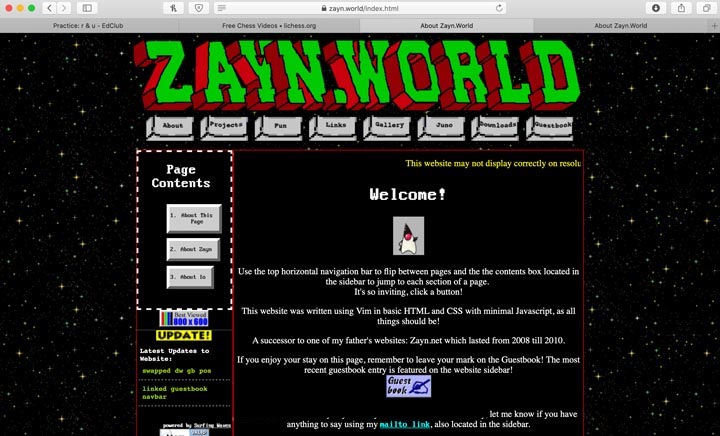 zayn.world/index.html
Practice: r & u - EdClub
Free Chess Videos • lichess.org
About Zayn.World
About Zayn.World
ZAYN.WORLD
About
Projects
Fun
Links
Gallery
Juno
Downloads
Guestbook
Page
Contents
1. About This
Page
2. About Zayn
3. About Io
Best Viewed
800 x 600
UPDATE!
Latest Updates to
Website:
swapped dw gb pos
linked guestbook
navbar
powered by Surfing Waves
This website may not display correctly on resolu
Welcome!
Use the top horizontal navigation bar to flip between pages and the the contents box located in
the sidebar to jump to each section of a page.
It's so inviting, click a button!
This website was written using Vim in basic HTML and CSS with minimal Javascript, as all
things should be!
A successor to one of my father's websites: Zayn.net which lasted from 2008 till 2010.
If you enjoy your stay on this page, remember to leave your mark on the Guestbook! The most
recent guestbook entry is featured on the website sidebar!
Guest
book
let me know if you have
anything to say using my mailto link, also located in the sidebar.